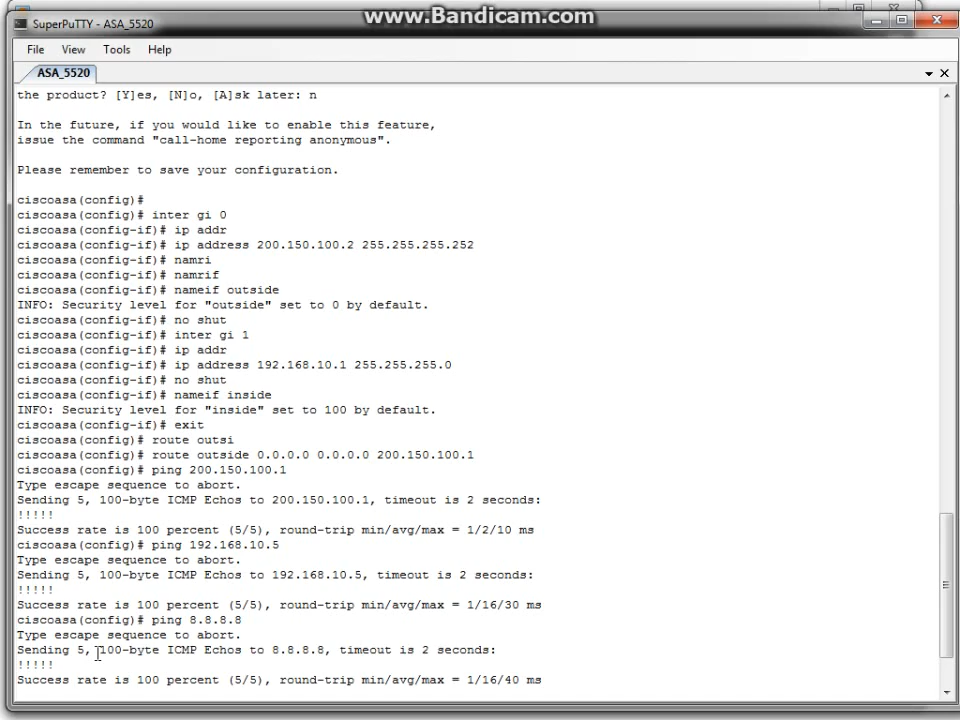 www.Bandicam.com
SuperPuTTY - ASA_5520
File View Tools Help
ASA_5520
the product? [Y]es, [N]o, [A]sk later: n
In the future, if you would like to enable this feature,
issue the command "call-home reporting anonymous".
Please remember to save your configuration.
ciscoasa(config)#
ciscoasa(config)# inter gi 0
ciscoasa(config-if)# ip addr
ciscoasa(config-if)# ip address 200.150.100.2 255.255.255.252
ciscoasa(config-if)# namri
ciscoasa(config-if)# namrif
ciscoasa(config-if)# nameif outside
INFO: Security level for "outside" set to 0 by default.
ciscoasa(config-if)# no shut
ciscoasa(config-if)# inter gi 1
ciscoasa(config-if)# ip addr
ciscoasa(config-if)# ip address 192.168.10.1 255.255.255.0
ciscoasa(config-if)# no shut
ciscoasa(config-if)# nameif inside
INFO: Security level for "inside" set to 100 by default.
ciscoasa(config-if)# exit
ciscoasa(config)# route outsi
ciscoasa(config)# route outside 0.0.0.0 0.0.0.0 200.150.100.1
ciscoasa(config)# ping 200.150.100.1
Type escape sequence to abort.
Sending 5, 100-byte ICMP Echos to 200.150.100.1, timeout is 2 seconds:
!!!!!
Success rate is 100 percent (5/5), round-trip min/avg/max = 1/2/10 ms
ciscoasa(config)# ping 192.168.10.5
Type escape sequence to abort.
Sending 5, 100-byte ICMP Echos to 192.168.10.5, timeout is 2 seconds:
!!!!!
Success rate is 100 percent (5/5), round-trip min/avg/max = 1/16/30 ms
ciscoasa(config)# ping 8.8.8.8
Type escape sequence to abort.
Sending 5, 100-byte ICMP Echos to 8.8.8.8, timeout is 2 seconds:
!!!!!
Success rate is 100 percent (5/5), round-trip min/avg/max = 1/16/40 ms